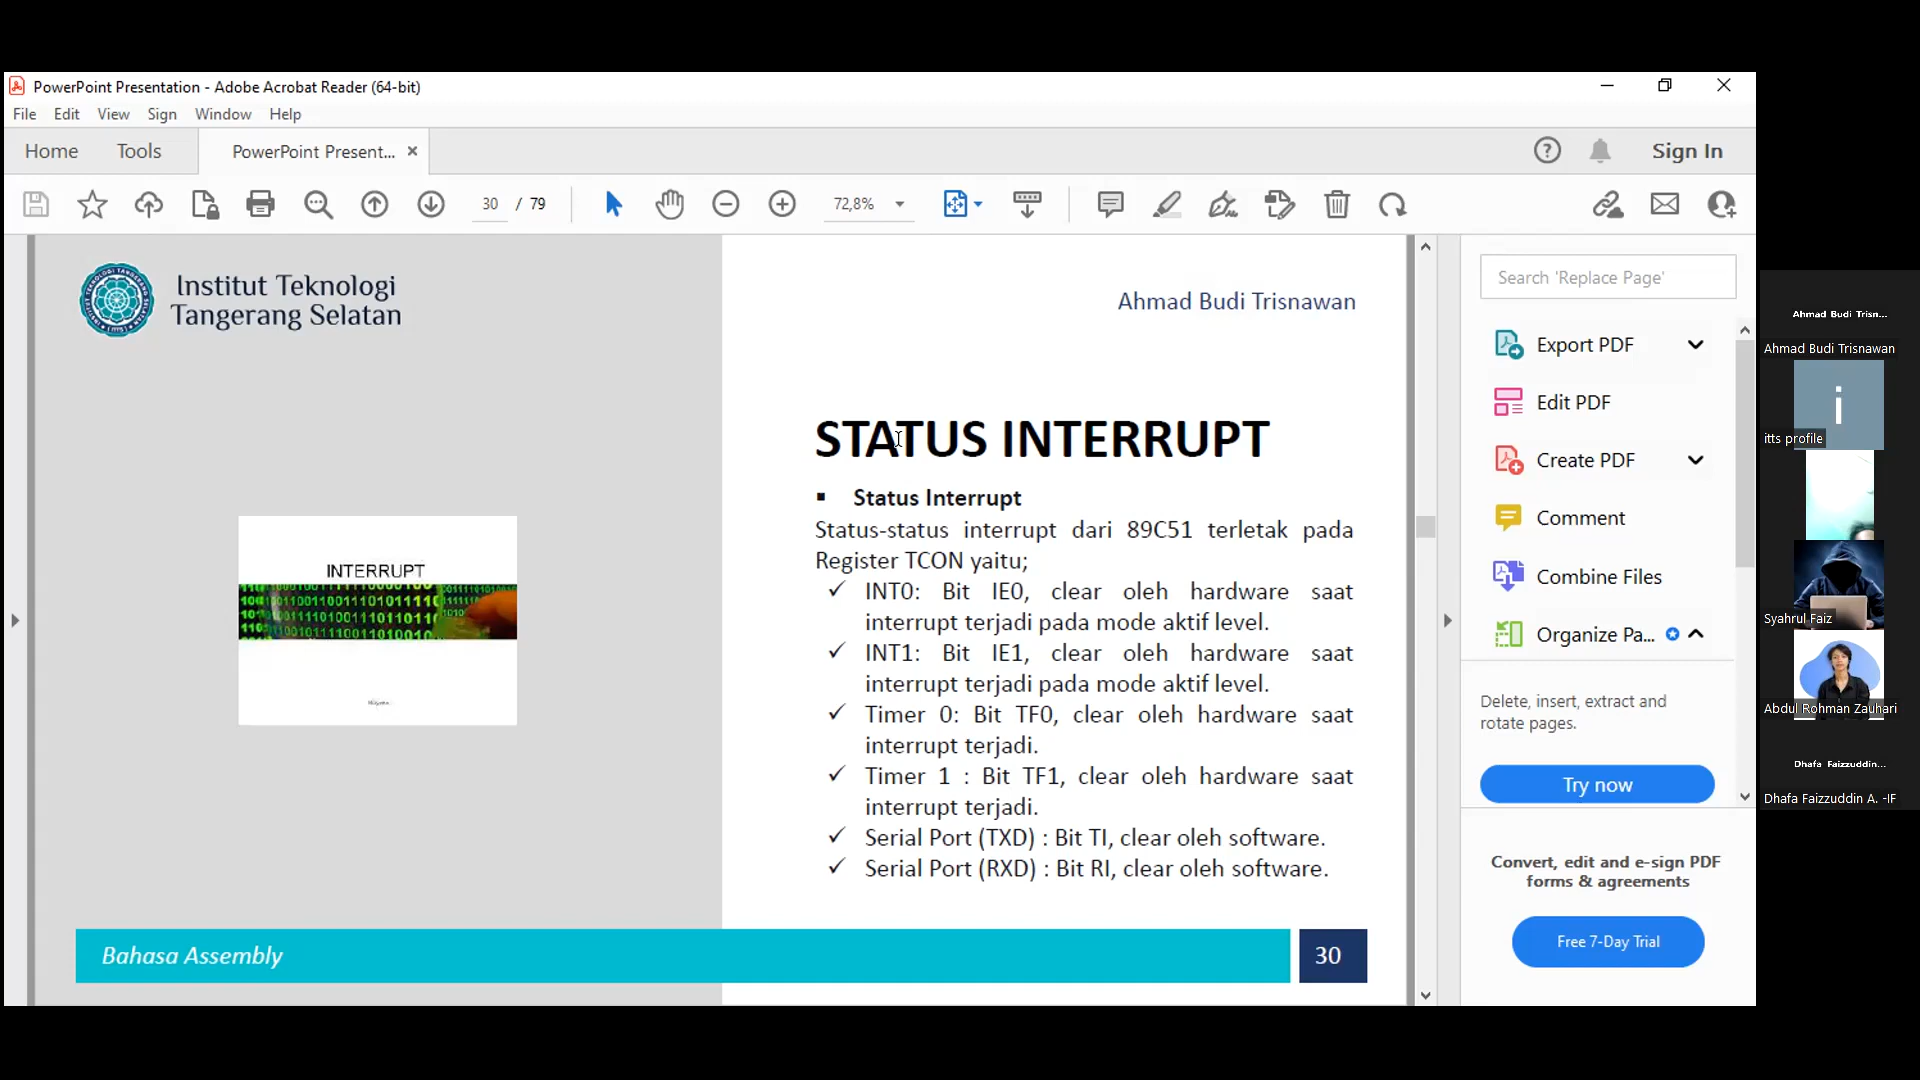 PowerPoint Presentation - Adobe Acrobat Reader (64-bit)
File Edit View Sign Window Help
Home Tools PowerPoint Present... Sign In
30 / 79 72,8%
Institut Teknologi
Tangerang Selatan
Ahmad Budi Trisnawan
INTERRUPT
STATUS INTERRUPT
▪ Status Interrupt
Status-status interrupt dari 89C51 terletak pada
Register TCON yaitu;
✓ INT0: Bit IE0, clear oleh hardware saat
interrupt terjadi pada mode aktif level.
✓ INT1: Bit IE1, clear oleh hardware saat
interrupt terjadi pada mode aktif level.
✓ Timer 0: Bit TF0, clear oleh hardware saat
interrupt terjadi.
✓ Timer 1 : Bit TF1, clear oleh hardware saat
interrupt terjadi.
✓ Serial Port (TXD) : Bit TI, clear oleh software.
✓ Serial Port (RXD) : Bit RI, clear oleh software.
Bahasa Assembly
30
Search 'Replace Page'
Export PDF
Edit PDF
Create PDF
Comment
Combine Files
Organize Pa...
Delete, insert, extract and
rotate pages.
Try now
Convert, edit and e-sign PDF
forms & agreements
Free 7-Day Trial
Ahmad Budi Trisn...
Ahmad Budi Trisnawan
i
itts profile
Syahrul Faiz
Abdul Rohman Zauhari
Dhafa Faizzuddin...
Dhafa Faizzuddin A. -IF